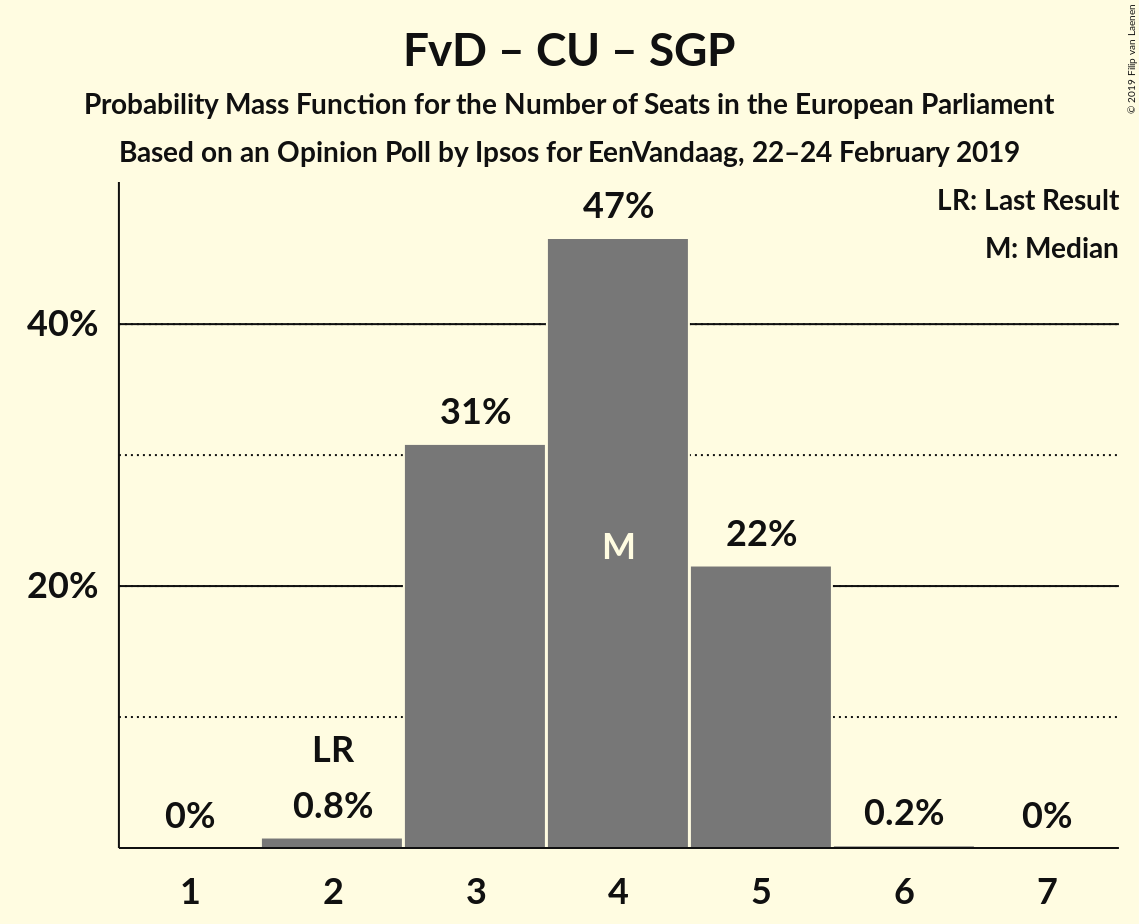 FvD – CU – SGP
Probability Mass Function for the Number of Seats in the European Parliament
Based on an Opinion Poll by Ipsos for EenVandaag, 22–24 February 2019
© 2019 Filip van Laenen
LR: Last Result
M: Median
47%
40%
31%
22%
M
20%
LR
0%
0.8%
0.2%
0%
1 2 3 4 5 6 7